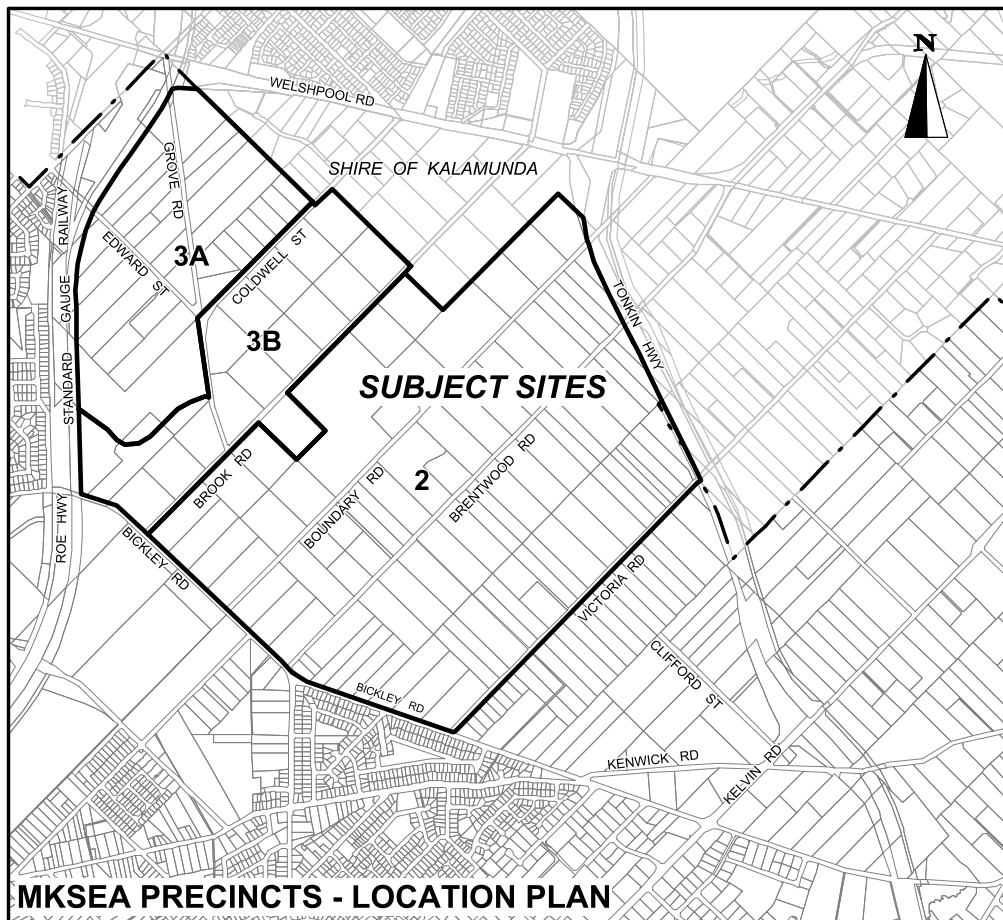 N
WELSHPOOL RD
SHIRE OF KALAMUNDA
GROVE RD
STANDARD GAUGE RAILWAY
EDWARD ST
3A
COLDWELL ST
TONKIN HWY
3B
SUBJECT SITES
2
BROOK RD
BOUNDARY RD
BRENTWOOD RD
ROE HWY
BICKLEY RD
VICTORIA RD
CLIFFORD ST
BICKLEY RD
KENWICK RD
KELVIN RD
MKSEA PRECINCTS - LOCATION PLAN